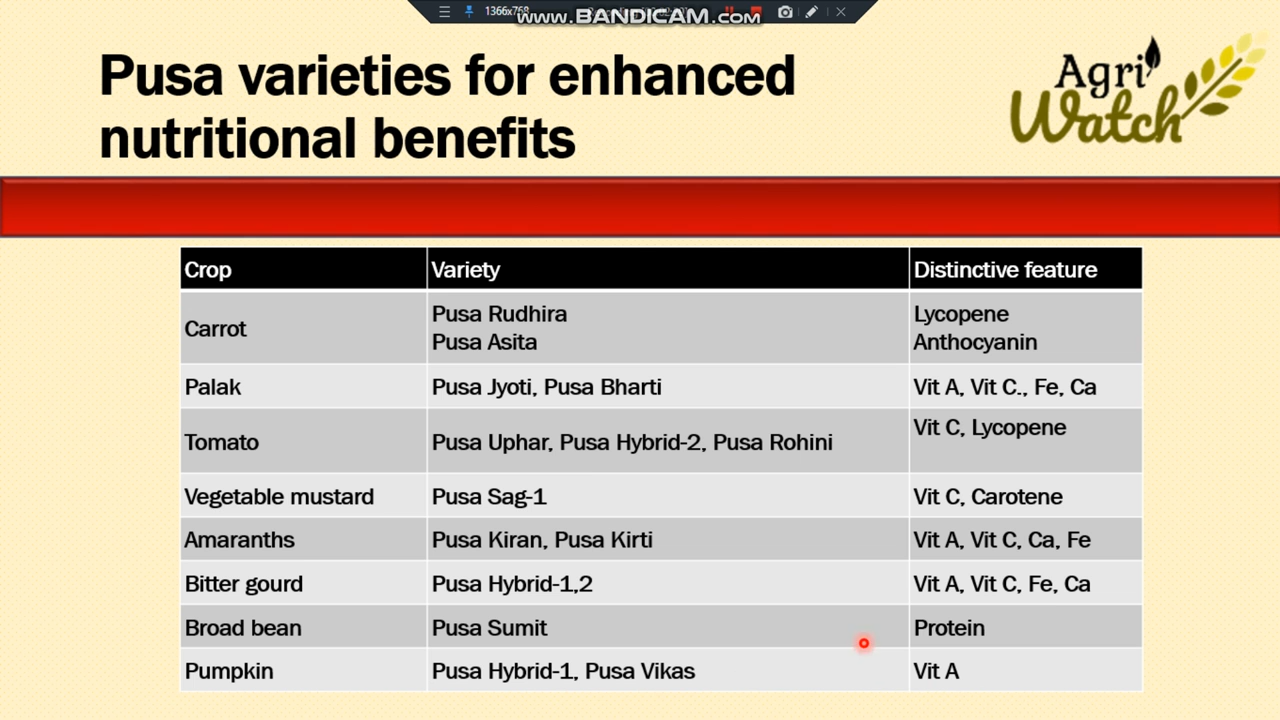 1366x768
www.BANDICAM.com
Pusa varieties for enhanced
nutritional benefits
Agri
Watch
Crop Variety Distinctive feature
Carrot
Pusa Rudhira
Pusa Asita
Lycopene
Anthocyanin
Palak Pusa Jyoti, Pusa Bharti Vit A, Vit C., Fe, Ca
Tomato Pusa Uphar, Pusa Hybrid-2, Pusa Rohini Vit C, Lycopene
Vegetable mustard Pusa Sag-1 Vit C, Carotene
Amaranths Pusa Kiran, Pusa Kirti Vit A, Vit C, Ca, Fe
Bitter gourd Pusa Hybrid-1,2 Vit A, Vit C, Fe, Ca
Broad bean Pusa Sumit Protein
Pumpkin Pusa Hybrid-1, Pusa Vikas Vit A